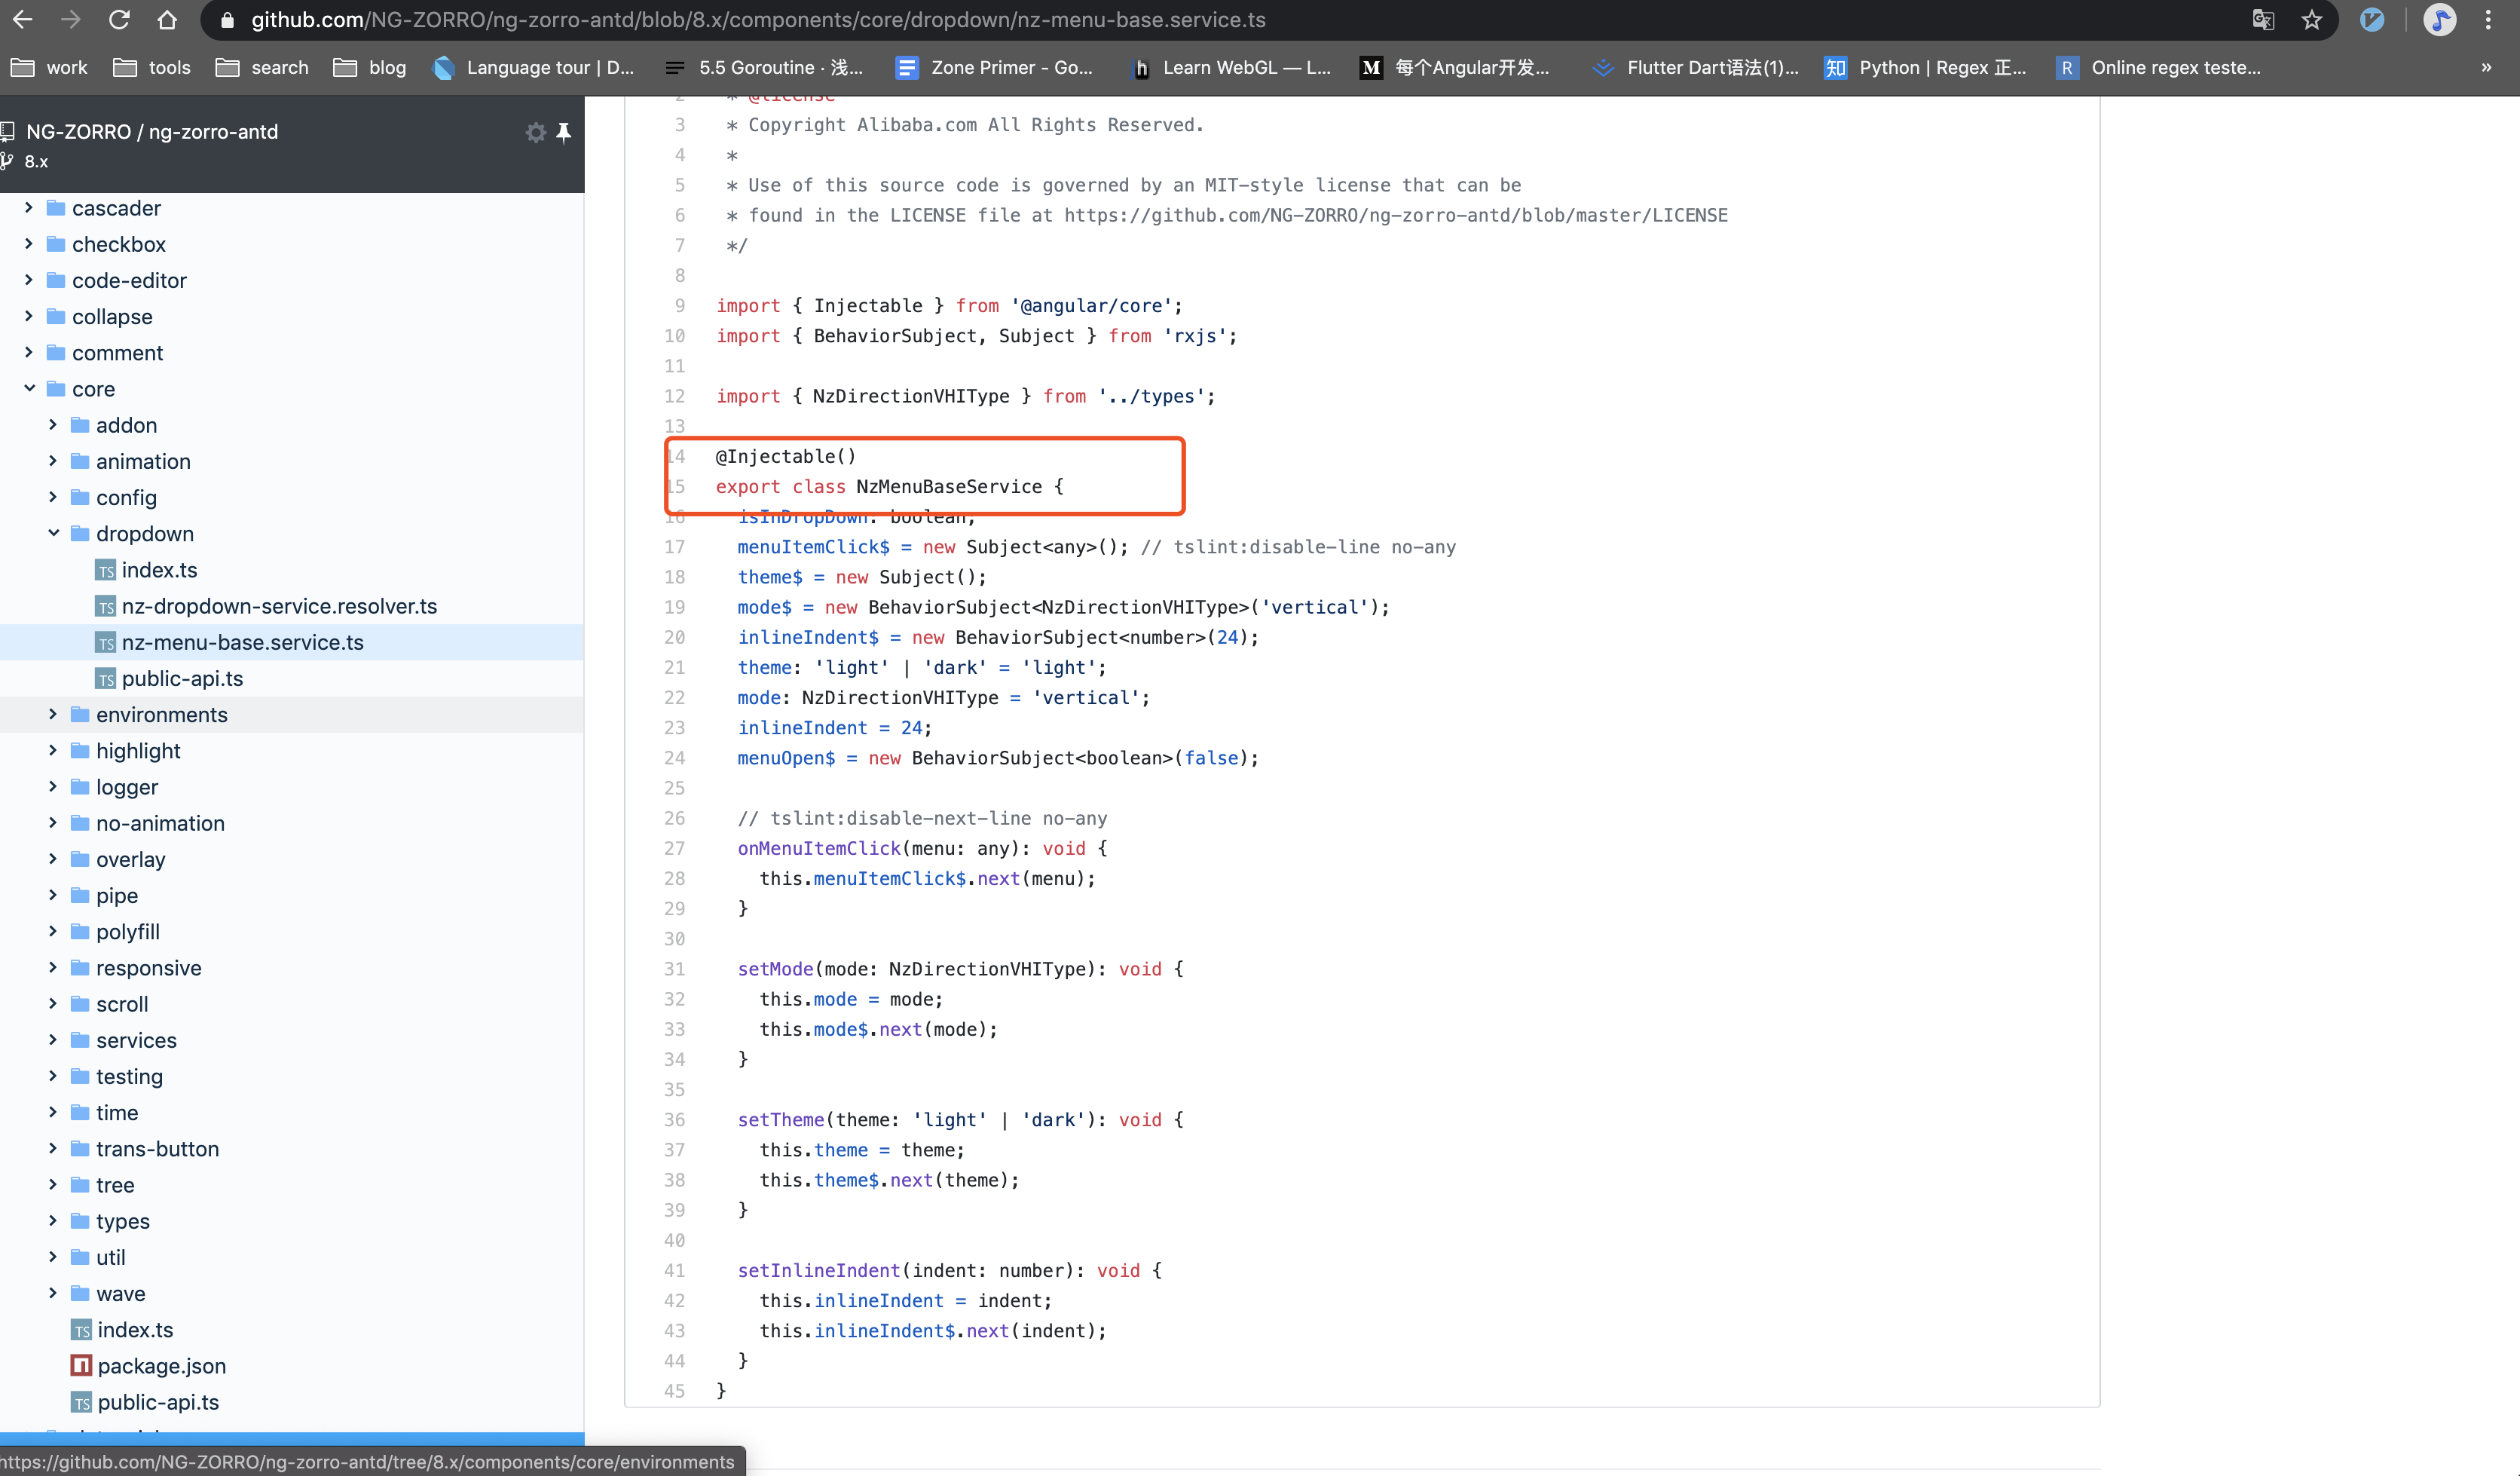 github.com/NG-ZORRO/ng-zorro-antd/blob/8.x/components/core/dropdown/nz-menu-base.service.ts
work tools search blog Language tour | D... 5.5 Goroutine · 浅... Zone Primer - Go... h Learn WebGL — L... M 每个Angular开发... Flutter Dart语法(1)... 知 Python | Regex 正... R Online regex teste... »
NG-ZORRO / ng-zorro-antd
8.x
cascader
checkbox
code-editor
collapse
comment
core
addon
animation
config
dropdown
TS index.ts
TS nz-dropdown-service.resolver.ts
TS nz-menu-base.service.ts
TS public-api.ts
environments
highlight
logger
no-animation
overlay
pipe
polyfill
responsive
scroll
services
testing
time
trans-button
tree
types
util
wave
TS index.ts
package.json
TS public-api.ts
https://github.com/NG-ZORRO/ng-zorro-antd/tree/8.x/components/core/environments
2 * @license
3 * Copyright Alibaba.com All Rights Reserved.
4 *
5 * Use of this source code is governed by an MIT-style license that can be
6 * found in the LICENSE file at https://github.com/NG-ZORRO/ng-zorro-antd/blob/master/LICENSE
7 */
8
9 import { Injectable } from '@angular/core';
10 import { BehaviorSubject, Subject } from 'rxjs';
11
12 import { NzDirectionVHIType } from '../types';
13
14 @Injectable()
15 export class NzMenuBaseService {
16 isInDropDown: boolean;
17 menuItemClick$ = new Subject<any>(); // tslint:disable-line no-any
18 theme$ = new Subject();
19 mode$ = new BehaviorSubject<NzDirectionVHIType>('vertical');
20 inlineIndent$ = new BehaviorSubject<number>(24);
21 theme: 'light' | 'dark' = 'light';
22 mode: NzDirectionVHIType = 'vertical';
23 inlineIndent = 24;
24 menuOpen$ = new BehaviorSubject<boolean>(false);
25
26 // tslint:disable-next-line no-any
27 onMenuItemClick(menu: any): void {
28 this.menuItemClick$.next(menu);
29 }
30
31 setMode(mode: NzDirectionVHIType): void {
32 this.mode = mode;
33 this.mode$.next(mode);
34 }
35
36 setTheme(theme: 'light' | 'dark'): void {
37 this.theme = theme;
38 this.theme$.next(theme);
39 }
40
41 setInlineIndent(indent: number): void {
42 this.inlineIndent = indent;
43 this.inlineIndent$.next(indent);
44 }
45 }